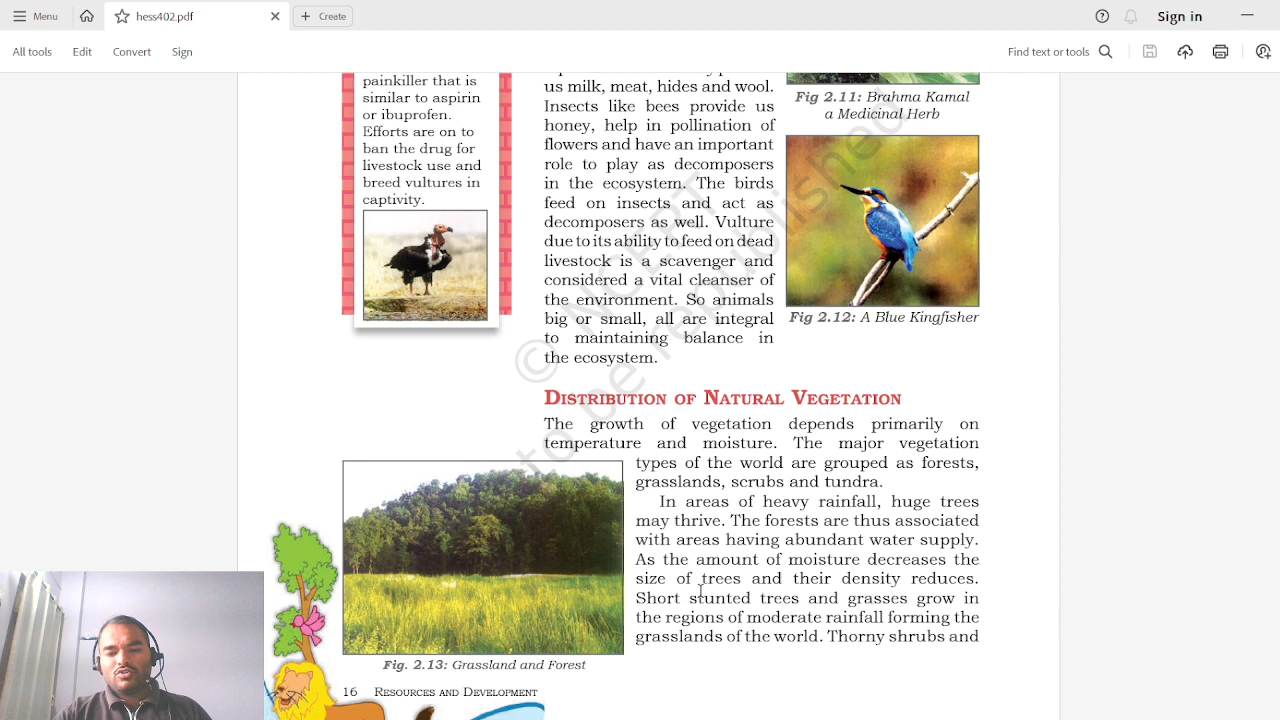 Menu
hess402.pdf
Create
Sign in
All tools
Edit
Convert
Sign
Find text or tools
painkiller that is
similar to aspirin
or ibuprofen.
Efforts are on to
ban the drug for
livestock use and
breed vultures in
captivity.
us milk, meat, hides and wool.
Insects like bees provide us
honey, help in pollination of
flowers and have an important
role to play as decomposers
in the ecosystem. The birds
feed on insects and act as
decomposers as well. Vulture
due to its ability to feed on dead
livestock is a scavenger and
considered a vital cleanser of
the environment. So animals
big or small, all are integral
to maintaining balance in
the ecosystem.
Fig 2.11: Brahma Kamal
a Medicinal Herb
Fig 2.12: A Blue Kingfisher
DISTRIBUTION OF NATURAL VEGETATION
The growth of vegetation depends primarily on
temperature and moisture. The major vegetation
types of the world are grouped as forests,
grasslands, scrubs and tundra.
In areas of heavy rainfall, huge trees
may thrive. The forests are thus associated
with areas having abundant water supply.
As the amount of moisture decreases the
size of trees and their density reduces.
Short stunted trees and grasses grow in
the regions of moderate rainfall forming the
grasslands of the world. Thorny shrubs and
Fig. 2.13: Grassland and Forest
16 RESOURCES AND DEVELOPMENT
© NCERT
to be republished